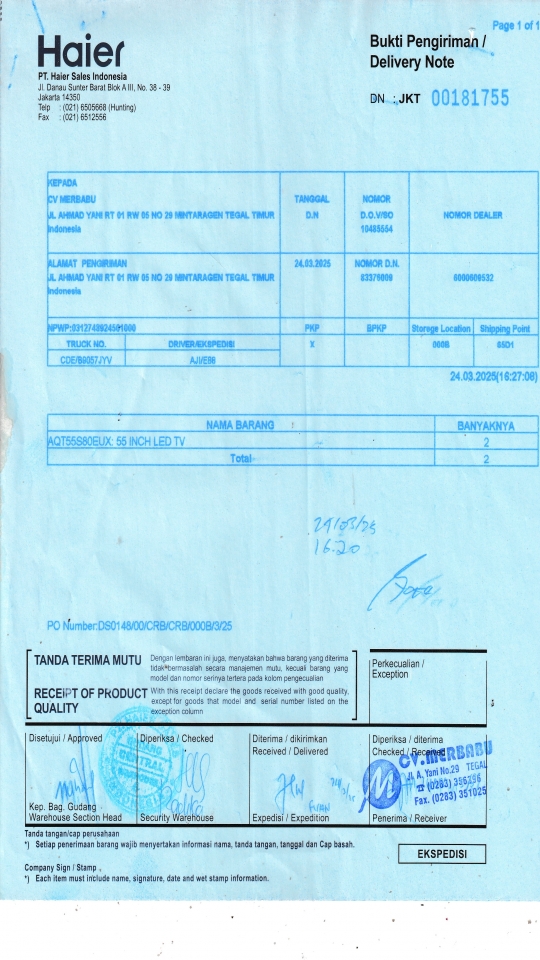 Page 1 of 1
Haier
Bukti Pengiriman /
Delivery Note
PT. Haier Sales Indonesia
Jl. Danau Sunter Barat Blok A III, No. 38 - 39
Jakarta 14350
Telp : (021) 6505668 (Hunting)
Fax : (021) 6512556
DN : JKT 00181755
KEPADA
CV MERBABU
JL AHMAD YANI RT 01 RW 05 NO 29 MINTARAGEN TEGAL TIMUR
Indonesia
TANGGAL
D.N
NOMOR
D.O.V/SO
10485554
NOMOR DEALER
ALAMAT PENGIRIMAN
JL AHMAD YANI RT 01 RW 05 NO 29 MINTARAGEN TEGAL TIMUR
Indonesia
24.03.2025
NOMOR D.N.
83375009
6000609532
NPWP:0312749924501000
PKP
BPKP
Storage Location
Shipping Point
TRUCK NO.
DRIVER/EKSPEDISI
X
000B
65D1
CDE/B9057JYV
AJI/E56
24.03.2025(16:27:08)
NAMA BARANG
BANYAKNYA
AQT55S80EUX: 55 INCH LED TV
2
Total
2
16.20
PO Number:DS0148/00/CRB/CRB/000B/3/25
TANDA TERIMA MUTU
Dengan lembaran ini juga, menyatakan bahwa barang yang diterima
tidak bermasalah secara manajemen mutu, kecuali barang yang
model dan nomor serinya tertera pada kolom pengecualian
RECEIPT OF PRODUCT
QUALITY
With this receipt declare the goods received with good quality,
except for goods that model and serial number listed on the
exception column
Perkecualian /
Exception
Disetujui / Approved
Diperiksa / Checked
Diterima / dikirimkan
Received / Delivered
Diperiksa / diterima
Checked / Received
CV.MERBABU
Jl. A. Yani No.29 TEGAL
Fax. (0283) 351025
Kep. Bag. Gudang
Warehouse Section Head
Security Warehouse
Expedisi / Expedition
Penerima / Receiver
Tanda tangan/cap perusahaan
*) Setiap penerimaan barang wajib menyertakan informasi nama, tanda tangan, tanggal dan Cap basah.
EKSPEDISI
Company Sign / Stamp
*) Each item must include name, signature, date and wet stamp information.